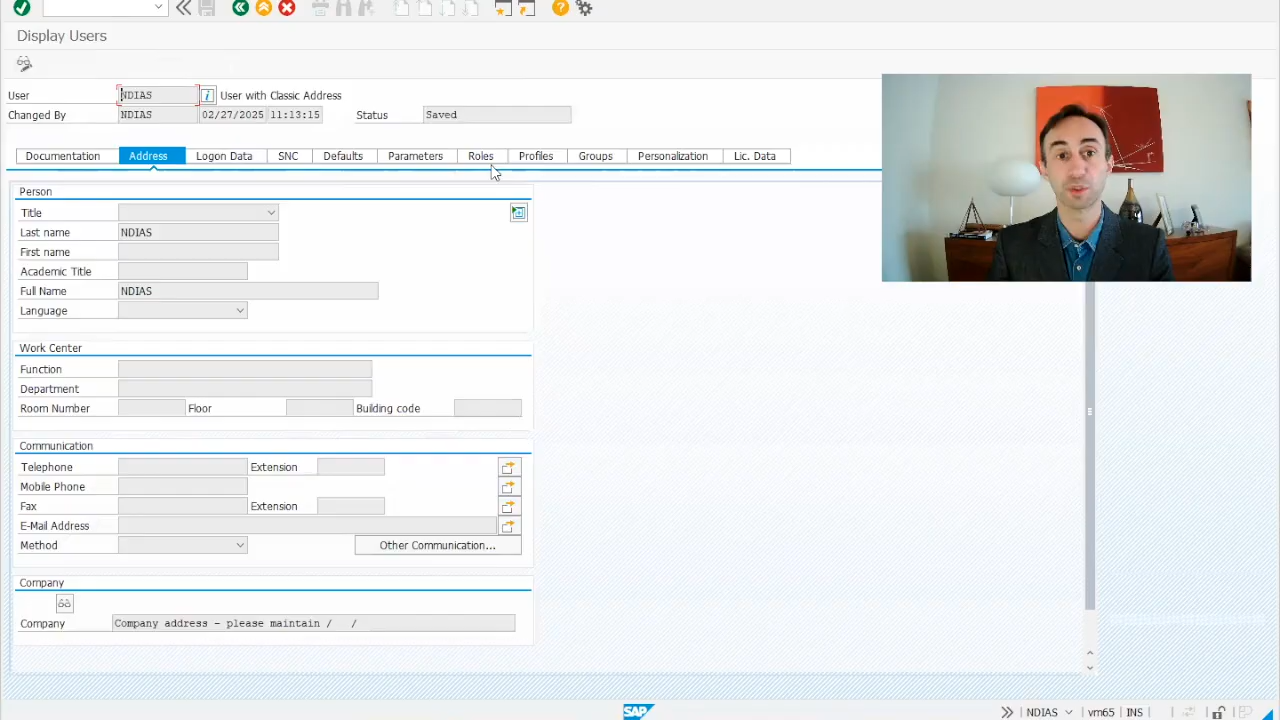 Display Users
User NDIAS User with Classic Address
Changed By NDIAS 02/27/2025 11:13:15 Status Saved
Documentation Address Logon Data SNC Defaults Parameters Roles Profiles Groups Personalization Lic. Data
Person
Title
Last name NDIAS
First name
Academic Title
Full Name NDIAS
Language
Work Center
Function
Department
Room Number Floor Building code
Communication
Telephone Extension
Mobile Phone
Fax Extension
E-Mail Address
Method Other Communication...
Company
Company Company address - please maintain / /
SAP NDIAS vm65 INS